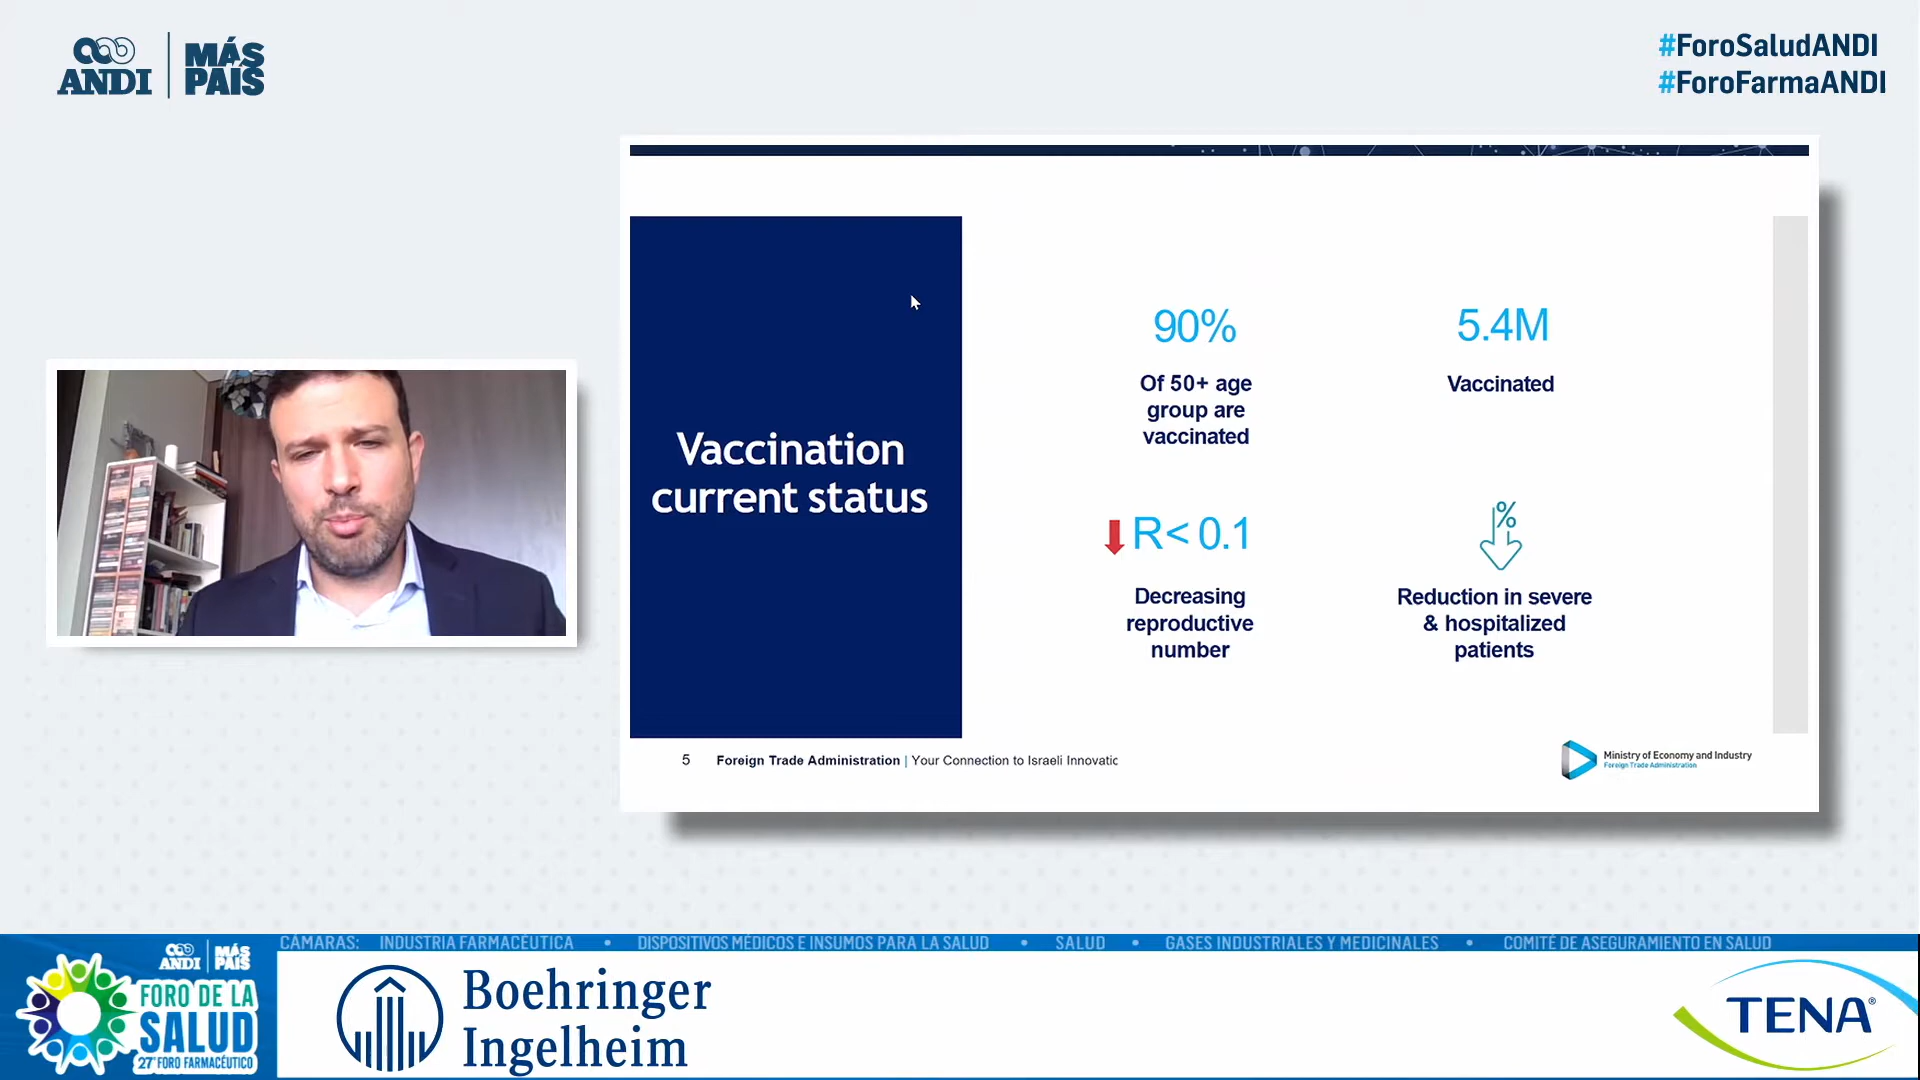 ANDI
MÁS
PAÍS
#ForoSaludANDI
#ForoFarmaANDI
Vaccination
current status
90%
Of 50+ age
group are
vaccinated
5.4M
Vaccinated
R< 0.1
Decreasing
reproductive
number
%
Reduction in severe
& hospitalized
patients
5 Foreign Trade Administration | Your Connection to Israeli Innovatic
Ministry of Economy and Industry
Foreign Trade Administration
CÁMARAS: INDUSTRIA FARMACÉUTICA • DISPOSITIVOS MÉDICOS E INSUMOS PARA LA SALUD • SALUD • GASES INDUSTRIALES Y MEDICINALES • COMITÉ DE ASEGURAMIENTO EN SALUD
ANDI
MÁS
PAÍS
FORO DE LA
SALUD
27° FORO FARMACÉUTICO
Boehringer
Ingelheim
TENA®